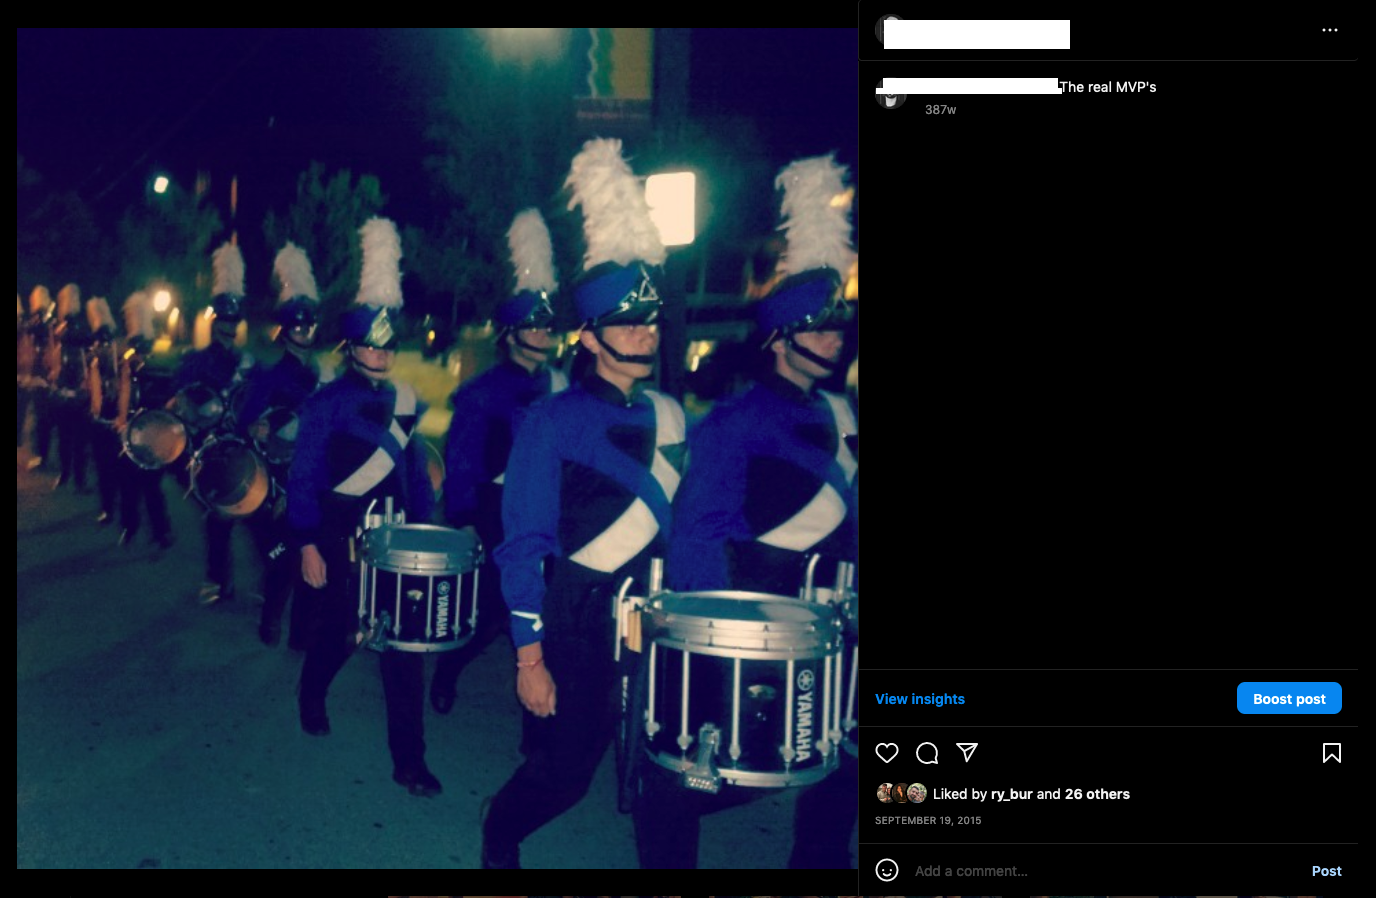 The real MVP's
387w
YAMAHA
YAMAHA
View insights
Boost post
Liked by ry_bur and 26 others
SEPTEMBER 19, 2015
Add a comment...
Post